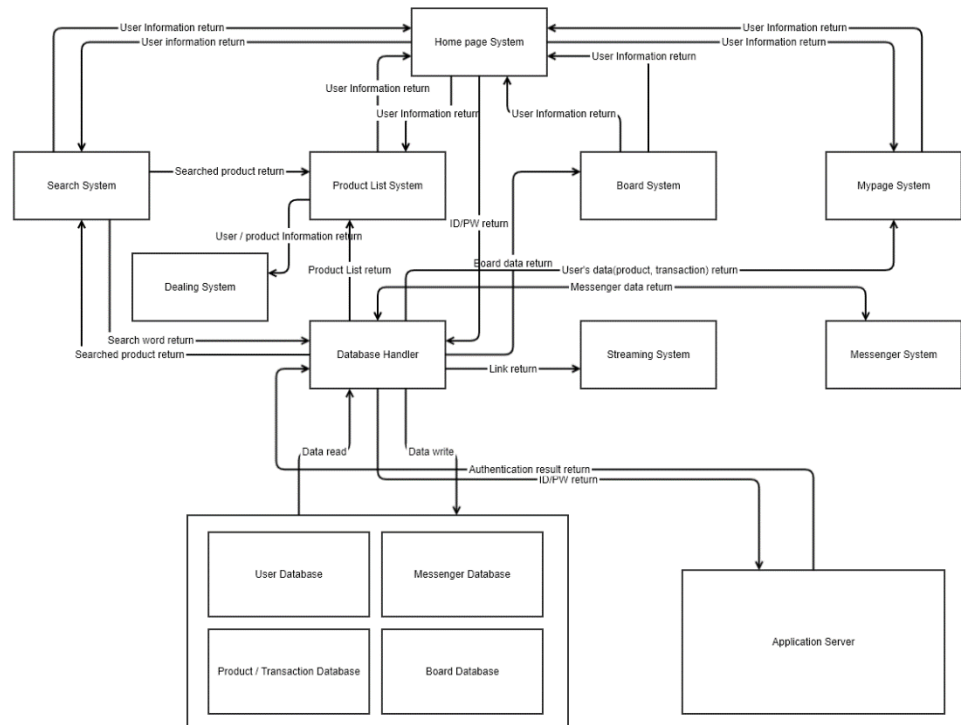 User Information return
User Information return
Home page System
User information return
User Information return
User Information return
User Information return
User Information return
User Information return
Search System
Searched product return
Product List System
Board System
Mypage System
ID/PW return
User / product Information return
Board data return
Product List return
User's data(product, transaction) return
Dealing System
Messenger data return
Search word return
Searched product return
Database Handler
Streaming System
Messenger System
Link return
Data read
Data write
Authentication result return
ID/PW return
User Database
Messenger Database
Application Server
Product / Transaction Database
Board Database